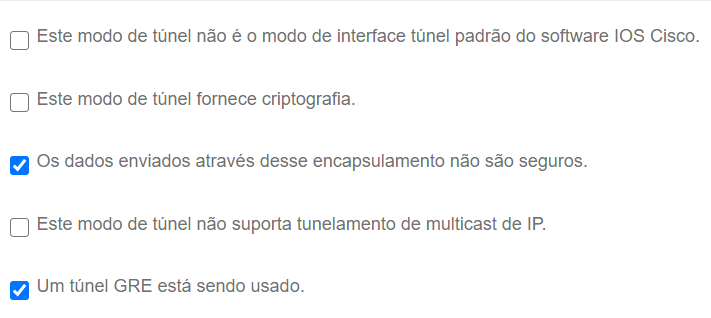 Este modo de túnel não é o modo de interface túnel padrão do software IOS Cisco.
Este modo de túnel fornece criptografia.
Os dados enviados através desse encapsulamento não são seguros.
Este modo de túnel não suporta tunelamento de multicast de IP.
Um túnel GRE está sendo usado.